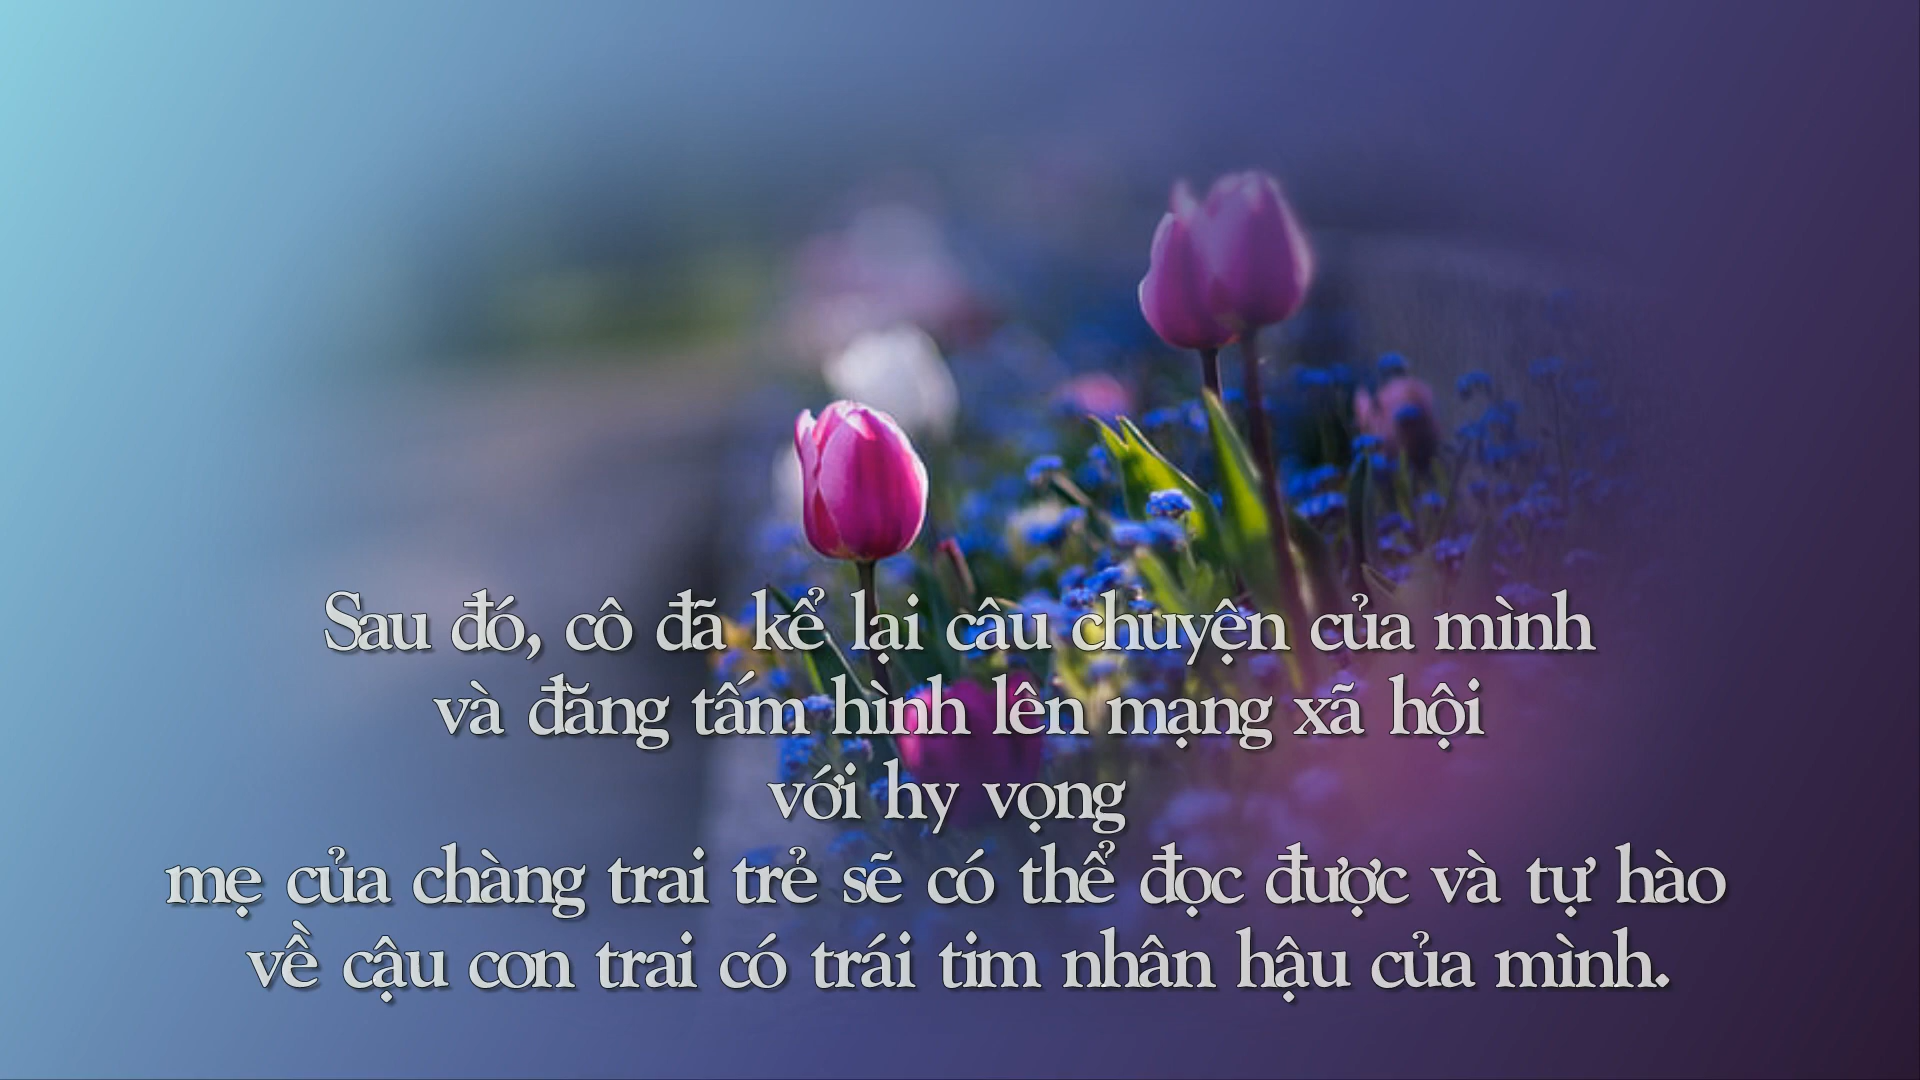 Sau đó, cô đã kể lại câu chuyện của mình
và đăng tấm hình lên mạng xã hội
với hy vọng
mẹ của chàng trai trẻ sẽ có thể đọc được và tự hào
về cậu con trai có trái tim nhân hậu của mình.